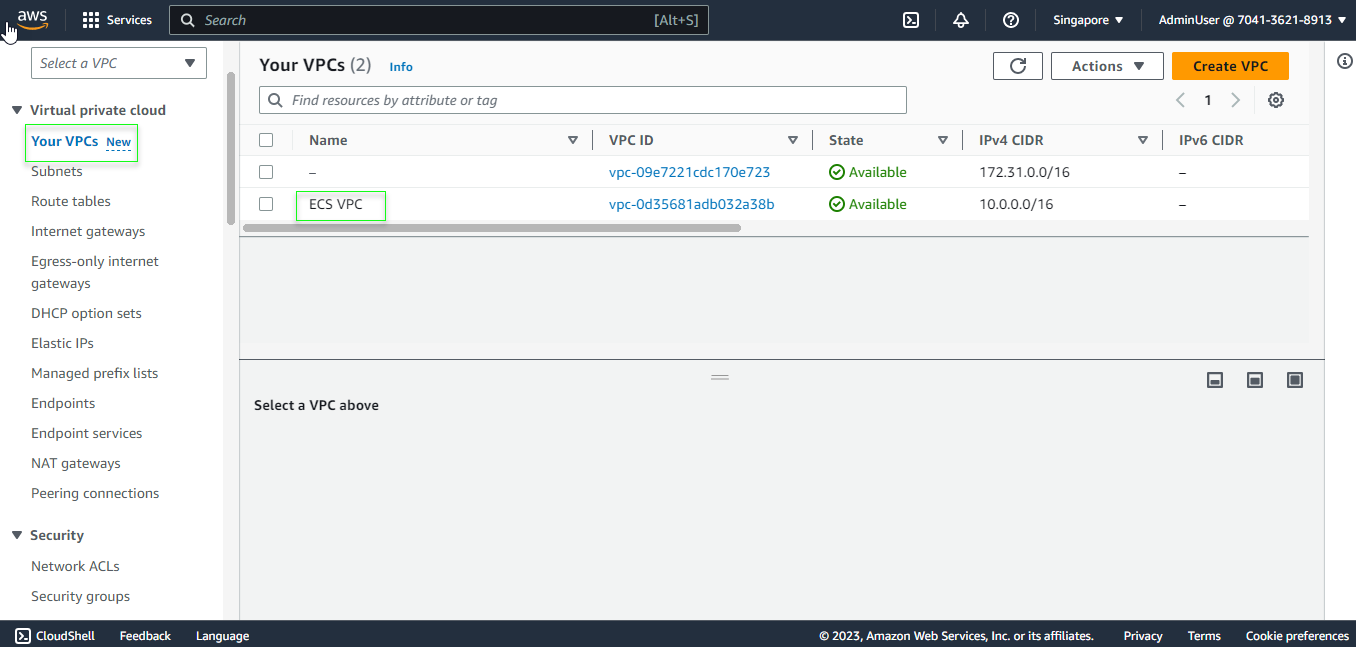 aws Services Search [Alt+S] Singapore AdminUser @ 7041-3621-8913
Select a VPC
Virtual private cloud
Your VPCs New
Subnets
Route tables
Internet gateways
Egress-only internet
gateways
DHCP option sets
Elastic IPs
Managed prefix lists
Endpoints
Endpoint services
NAT gateways
Peering connections
Security
Network ACLs
Security groups
Your VPCs (2) Info Actions Create VPC
Find resources by attribute or tag 1
Name VPC ID State IPv4 CIDR IPv6 CIDR
– vpc-09e7221cdc170e723 Available 172.31.0.0/16 –
ECS VPC vpc-0d35681adb032a38b Available 10.0.0.0/16 –
Select a VPC above
CloudShell Feedback Language © 2023, Amazon Web Services, Inc. or its affiliates. Privacy Terms Cookie preferences